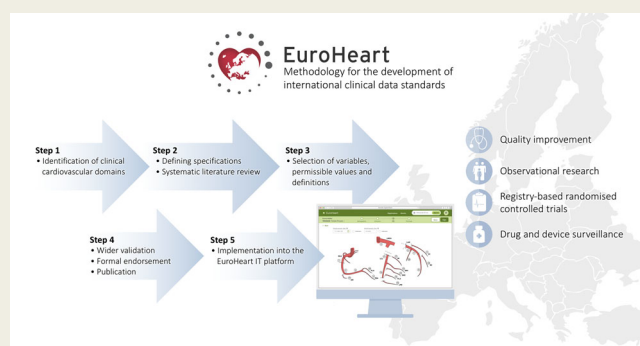 EuroHeart
Methodology for the development of
international clinical data standards
Step 1
• Identification of clinical
cardiovascular domains
Step 2
• Defining specifications
• Systematic literature review
Step 3
• Selection of variables,
permissible values and
definitions
Step 4
• Wider validation
• Formal endorsement
• Publication
Step 5
• Implementation into the
EuroHeart IT platform
Quality improvement
Observational research
Registry-based randomised
controlled trials
Drug and device surveillance